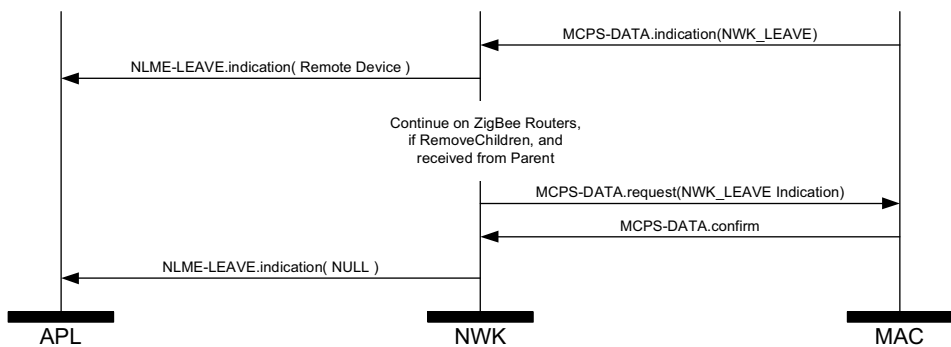 MCPS-DATA.indication(NWK_LEAVE)
NLME-LEAVE.indication( Remote Device )
Continue on ZigBee Routers,
if RemoveChildren, and
received from Parent
MCPS-DATA.request(NWK_LEAVE Indication)
MCPS-DATA.confirm
NLME-LEAVE.indication( NULL )
APL
NWK
MAC